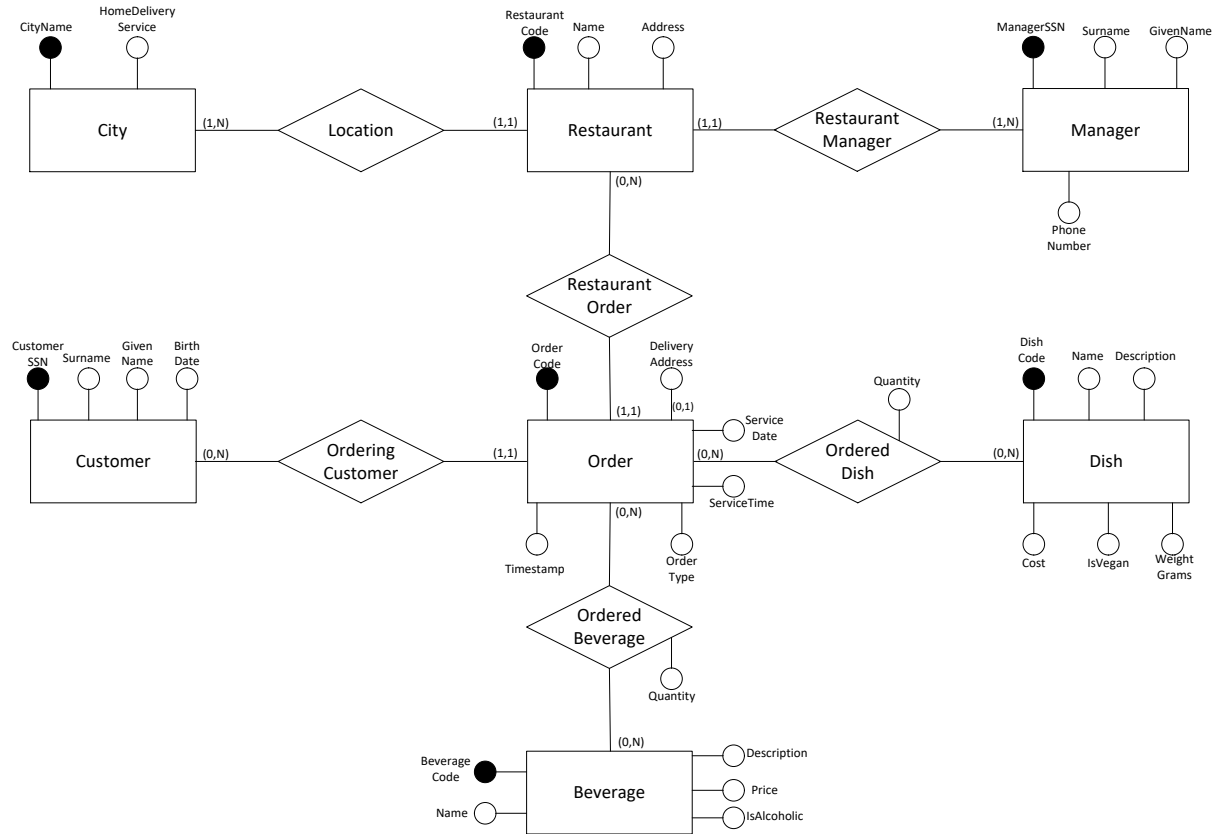 CityName
HomeDelivery
Service
Restaurant
Code
Name
Address
ManagerSSN
Surname
GivenName
City
(1,N)
Location
(1,1)
Restaurant
(1,1)
Restaurant
Manager
(1,N)
Manager
(0,N)
Phone
Number
Restaurant
Order
Customer
SSN
Surname
Given
Name
Birth
Date
Order
Code
Delivery
Address
(0,1)
Quantity
Dish
Code
Name
Description
(1,1)
Service
Date
Customer
(0,N)
Ordering
Customer
(1,1)
Order
(0,N)
Ordered
Dish
(0,N)
Dish
ServiceTime
(0,N)
Timestamp
Order
Type
Cost
IsVegan
Weight
Grams
Ordered
Beverage
Quantity
(0,N)
Beverage
Code
Name
Beverage
Description
Price
IsAlcoholic